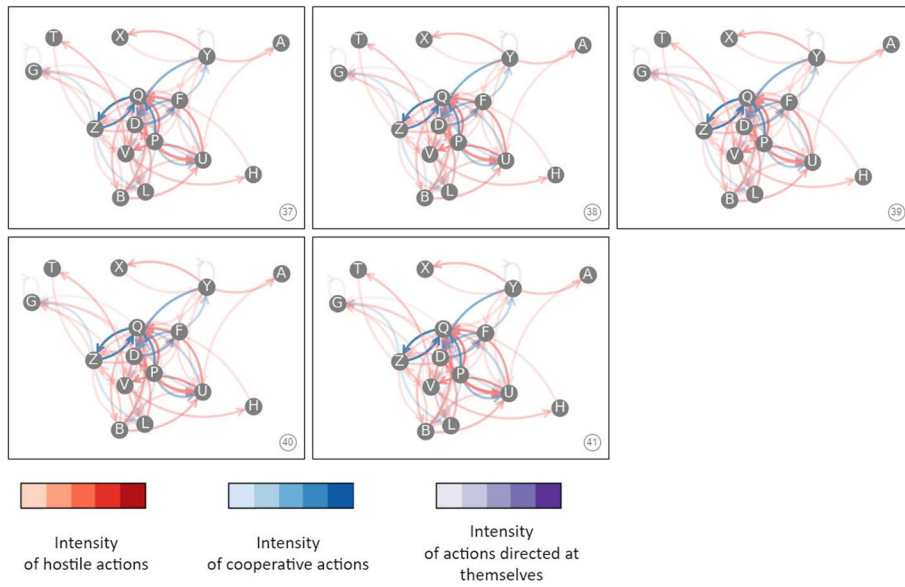 T X A
Y
G
Q F
Z D
P
V U
H
B L
37
T X A
Y
G
Q F
Z D
P
V U
H
B L
38
T X A
Y
G
Q F
Z D
P
V U
H
B L
39
T X A
Y
G
Q F
Z D
P
V U
H
B L
40
T X A
Y
G
Q F
Z D
P
V U
H
B L
41
Intensity
of hostile actions
Intensity
of cooperative actions
Intensity
of actions directed at
themselves